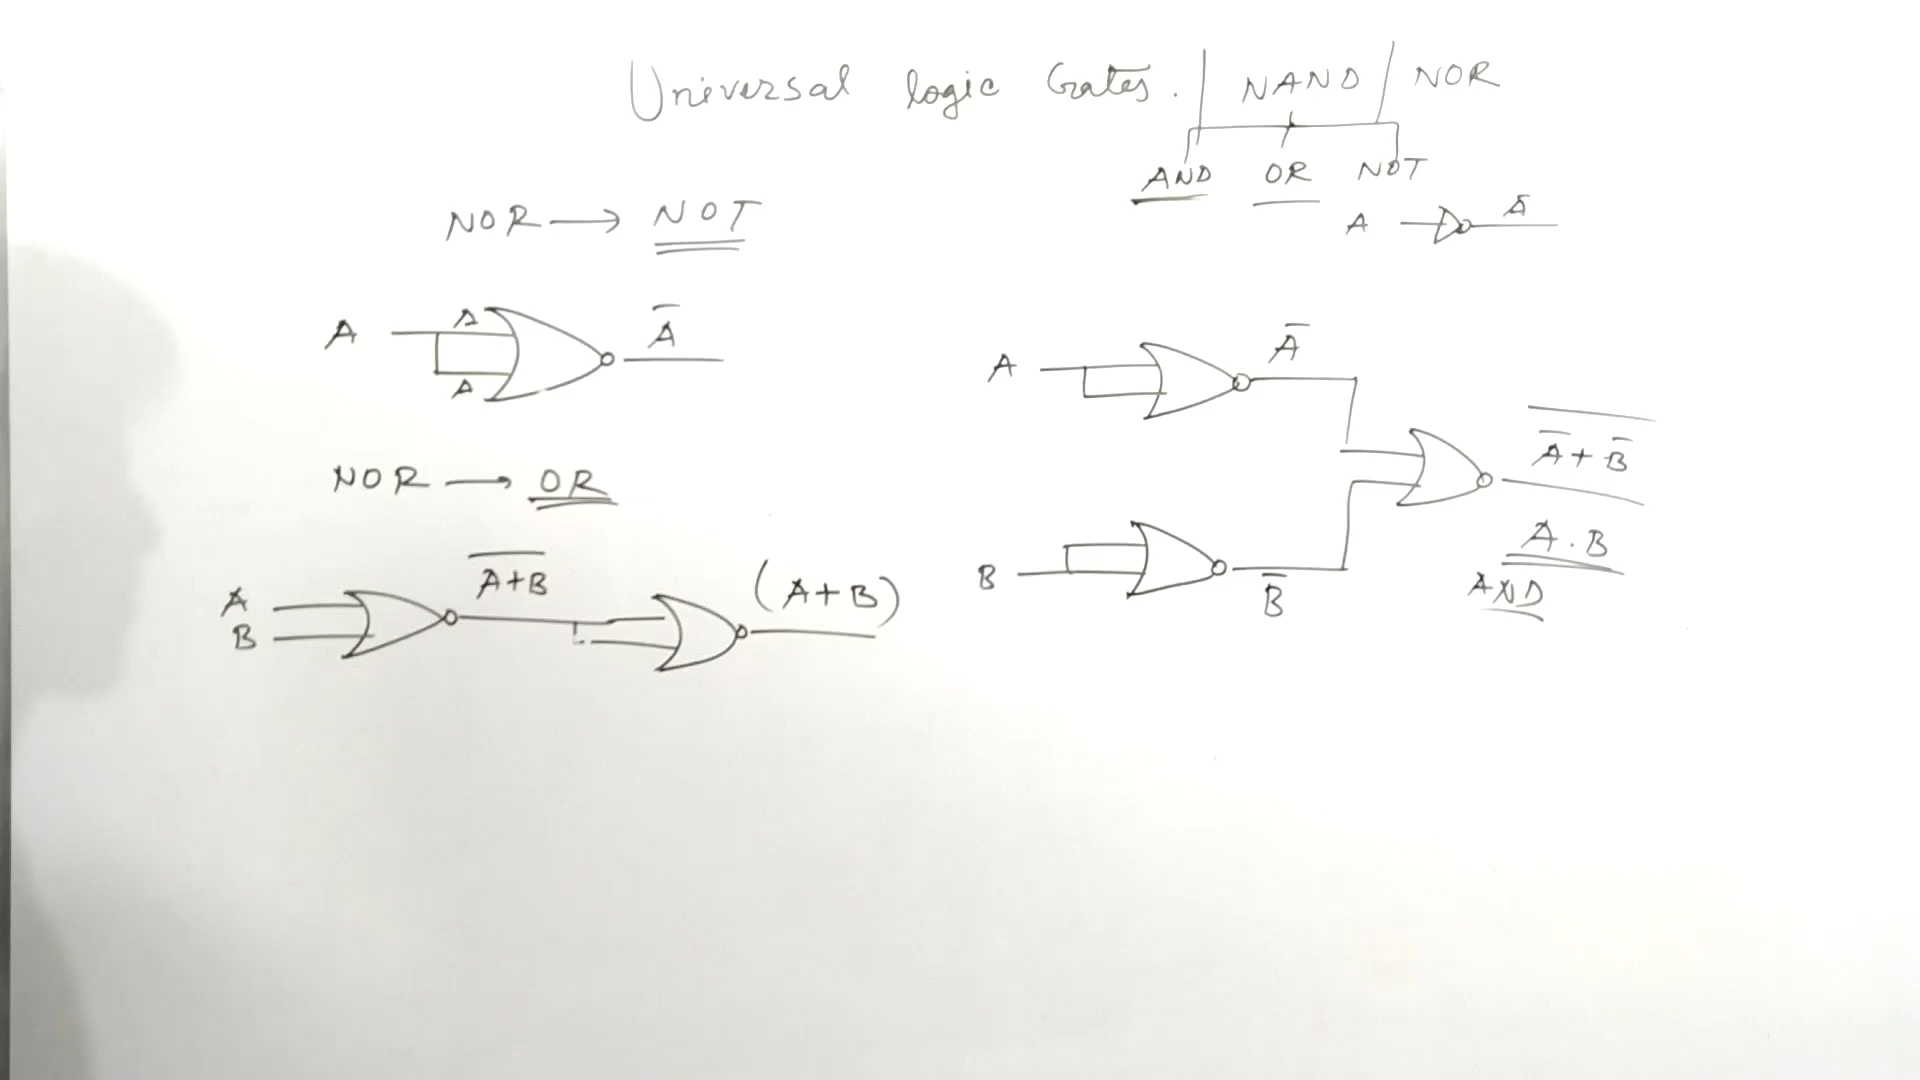 Universal logic Gates. | NAND / NOR
AND OR NOT
A Ā
NOR → NOT
A A Ā
A
NOR → OR
A B
A̅+̅B̅
(A+B)
A Ā
B B̅
Ā + B̅
A.B
AND